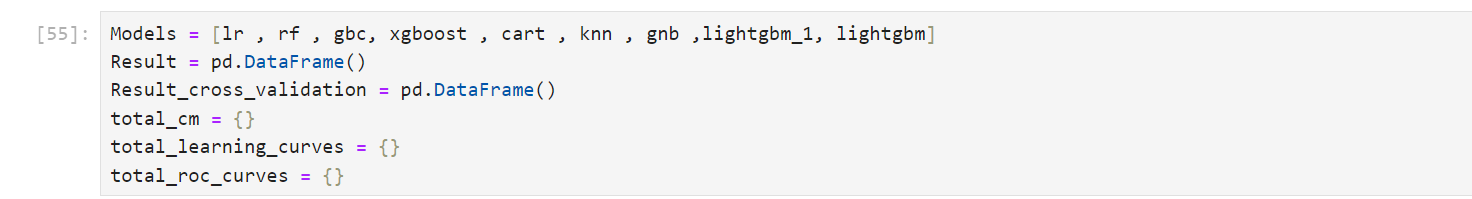 [55]: Models = [lr , rf , gbc, xgboost , cart , knn , gnb ,lightgbm_1, lightgbm]
Result = pd.DataFrame()
Result_cross_validation = pd.DataFrame()
total_cm = {}
total_learning_curves = {}
total_roc_curves = {}